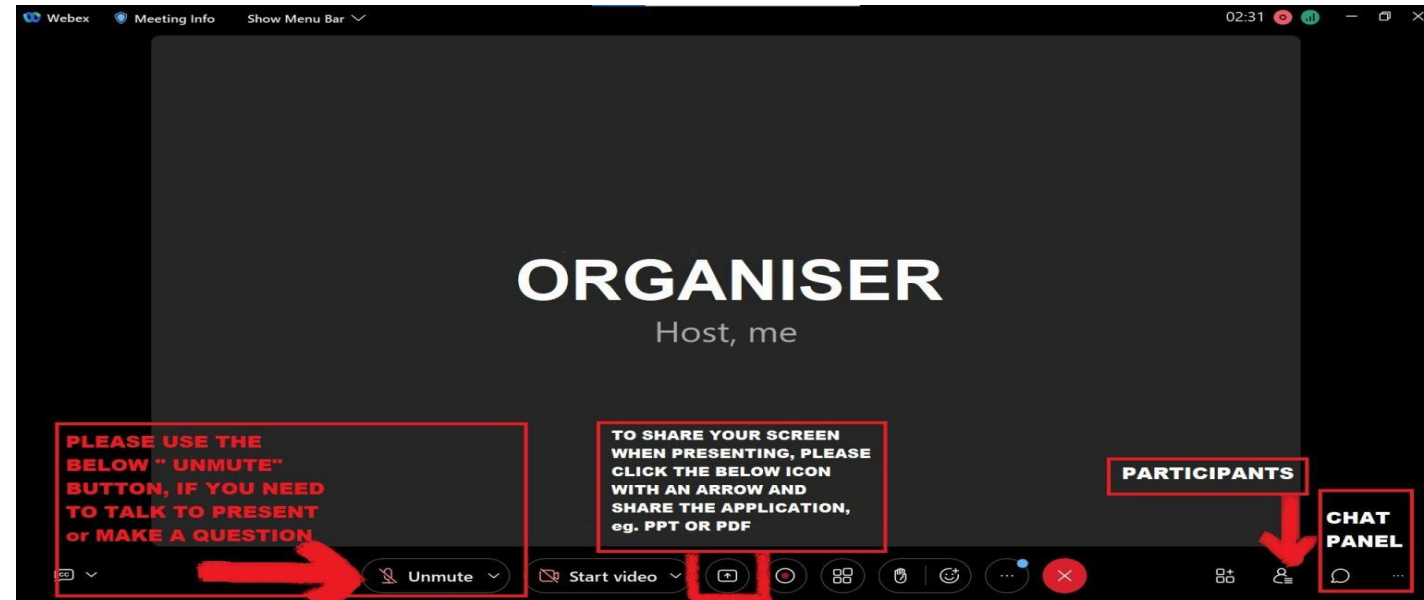 Webex Meeting Info Show Menu Bar 02:31
ORGANISER
Host, me
PLEASE USE THE
BELOW " UNMUTE"
BUTTON, IF YOU NEED
TO TALK TO PRESENT
or MAKE A QUESTION
TO SHARE YOUR SCREEN
WHEN PRESENTING, PLEASE
CLICK THE BELOW ICON
WITH AN ARROW AND
SHARE THE APPLICATION,
eg. PPT OR PDF
PARTICIPANTS
CHAT
PANEL
CC Unmute Start video